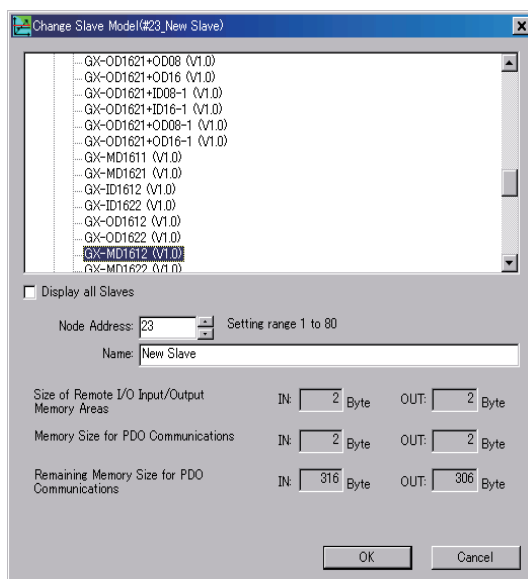 Change Slave Model(#23_New Slave)
GX-OD1621+OD08 (V1.0)
GX-OD1621+OD16 (V1.0)
GX-OD1621+ID08-1 (V1.0)
GX-OD1621+ID16-1 (V1.0)
GX-OD1621+OD08-1 (V1.0)
GX-OD1621+OD16-1 (V1.0)
GX-MD1611 (V1.0)
GX-MD1621 (V1.0)
GX-ID1612 (V1.0)
GX-ID1622 (V1.0)
GX-OD1612 (V1.0)
GX-OD1622 (V1.0)
GX-MD1612 (V1.0)
GX-MD1622 (V1.0)
Display all Slaves
Node Address: 23 Setting range 1 to 80
Name: New Slave
Size of Remote I/O Input/Output
Memory Areas
IN: 2 Byte OUT: 2 Byte
Memory Size for PDO Communications IN: 2 Byte OUT: 2 Byte
Remaining Memory Size for PDO
Communications
IN: 316 Byte OUT: 306 Byte
OK Cancel